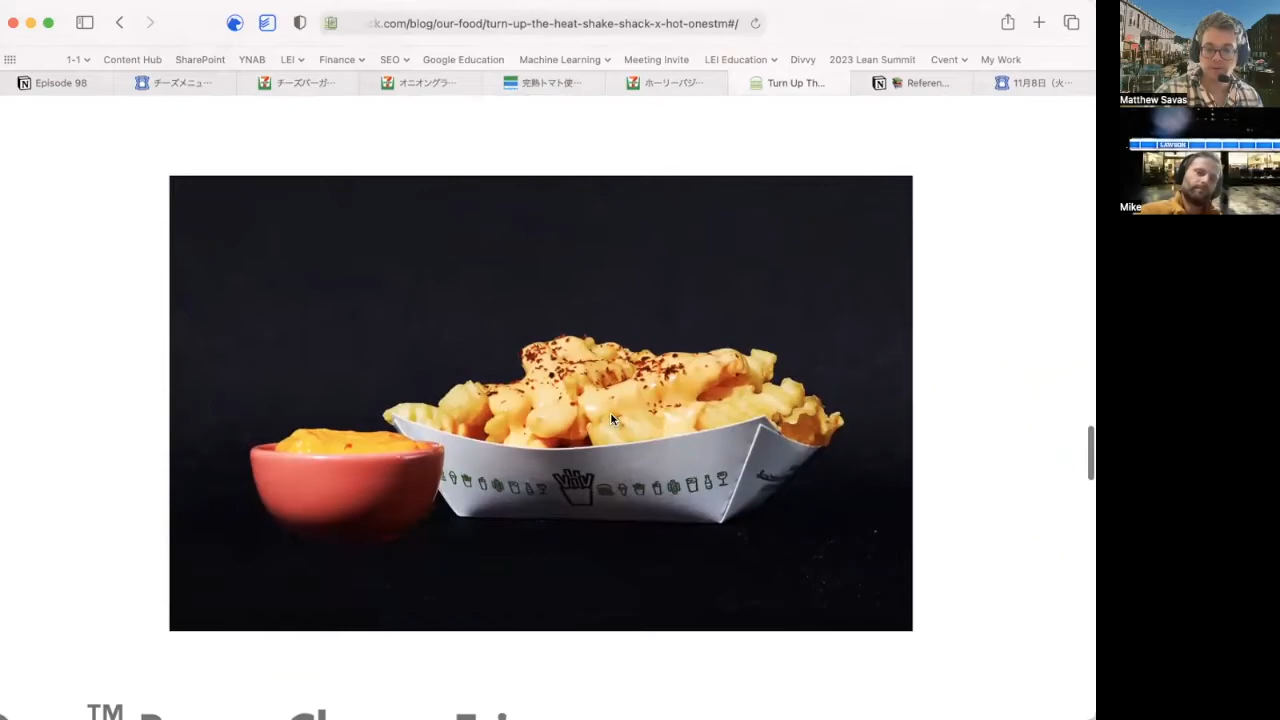 ck.com/blog/our-food/turn-up-the-heat-shake-shack-x-hot-onestm#/
1-1 Content Hub SharePoint YNAB LEI Finance SEO Google Education Machine Learning Meeting Invite LEI Education Divvy 2023 Lean Summit Cvent My Work
Episode 98 チーズメニュ… チーズバーガ… オニオングラ… 完熟トマト使… ホーリーバジ… Turn Up Th… Referen… 11月8日（火…
Matthew Savas
LAWSON
Mike